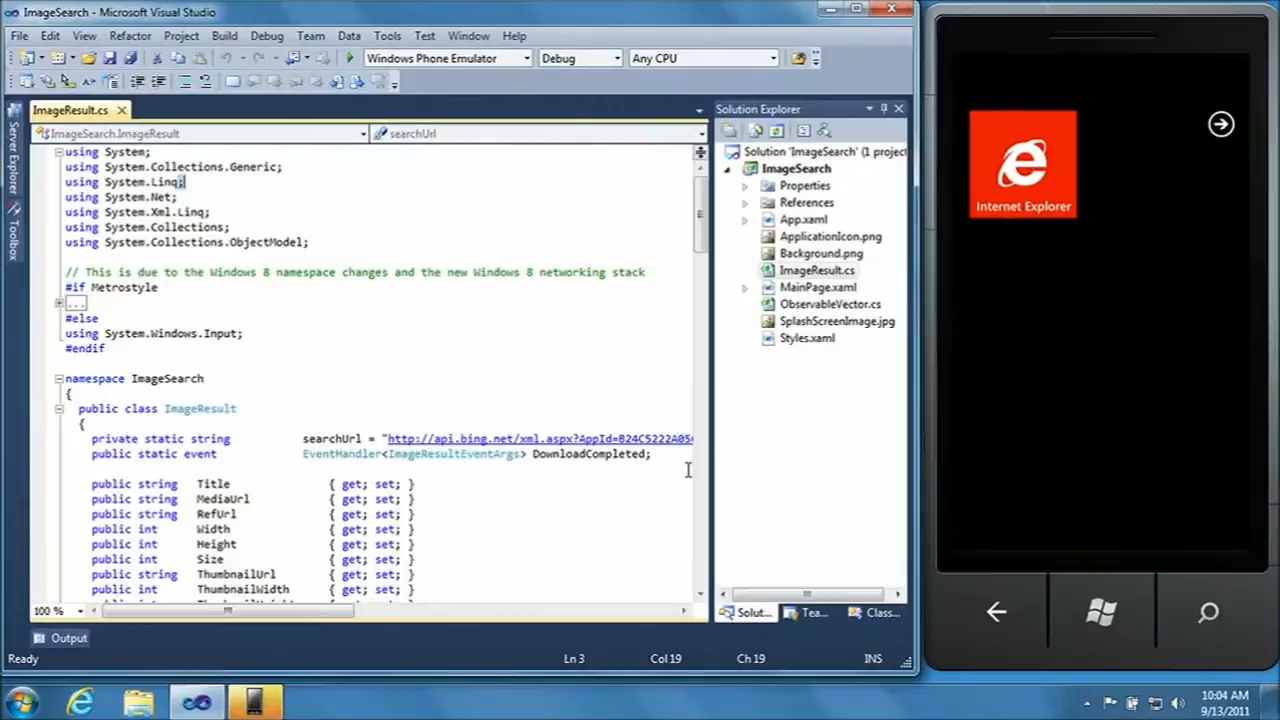 ImageSearch - Microsoft Visual Studio
File Edit View Refactor Project Build Debug Team Data Tools Test Window Help
Windows Phone Emulator Debug Any CPU
Server Explorer
Toolbox
ImageResult.cs
ImageSearch.ImageResult searchUrl
using System;
using System.Collections.Generic;
using System.Linq;
using System.Net;
using System.Xml.Linq;
using System.Collections;
using System.Collections.ObjectModel;
// This is due to the Windows 8 namespace changes and the new Windows 8 networking stack
#if Metrostyle
...
#else
using System.Windows.Input;
#endif
namespace ImageSearch
{
public class ImageResult
{
private static string searchUrl = "http://api.bing.net/xml.aspx?AppId=
public static event EventHandler<ImageResultEventArgs> DownloadCompleted;
public string Title { get; set; }
public string MediaUrl { get; set; }
public string RefUrl { get; set; }
public int Width { get; set; }
public int Height { get; set; }
public int Size { get; set; }
public string ThumbnailUrl { get; set; }
public int ThumbnailWidth { get; set; }
100 %
Solution Explorer
Solution 'ImageSearch' (1 project
ImageSearch
Properties
References
App.xaml
ApplicationIcon.png
Background.png
ImageResult.cs
MainPage.xaml
ObservableVector.cs
SplashScreenImage.jpg
Styles.xaml
Solut... Tea... Class...
Output
Ready Ln 3 Col 19 Ch 19 INS
Internet Explorer
10:04 AM
9/13/2011